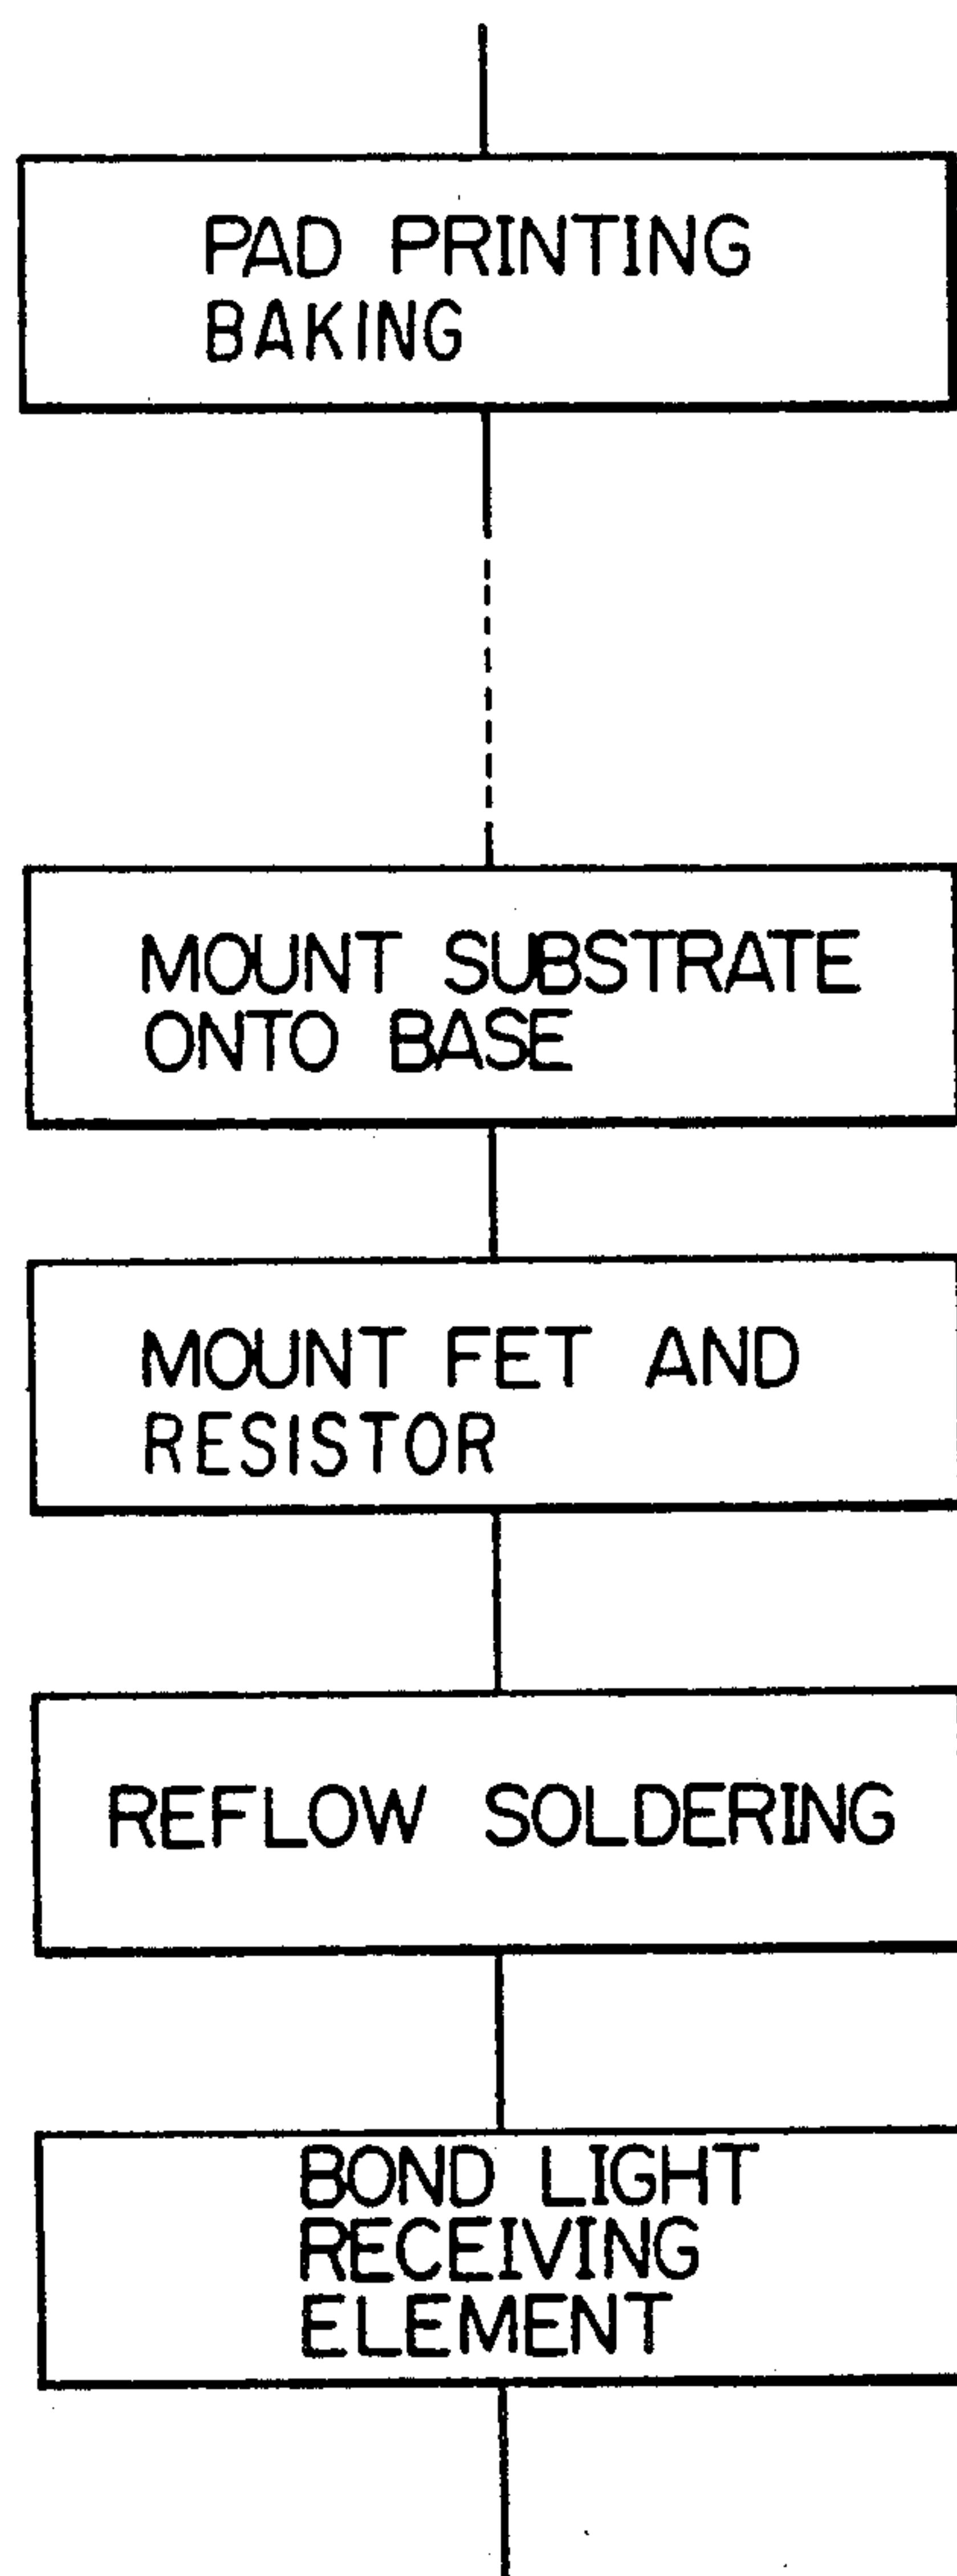 PAD PRINTING
BAKING
MOUNT SUBSTRATE
ONTO BASE
MOUNT FET AND
RESISTOR
REFLOW SOLDERING
BOND LIGHT
RECEIVING
ELEMENT